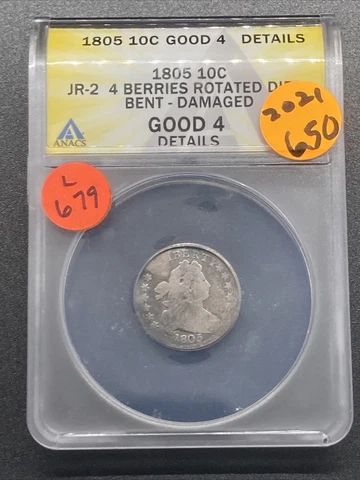 1805 10C GOOD 4 DETAILS
1805 10C
JR-2 4 BERRIES ROTATED DI
BENT - DAMAGED
GOOD 4
DETAILS
ANACS
2021
650
L
679
LIBERTY
1805